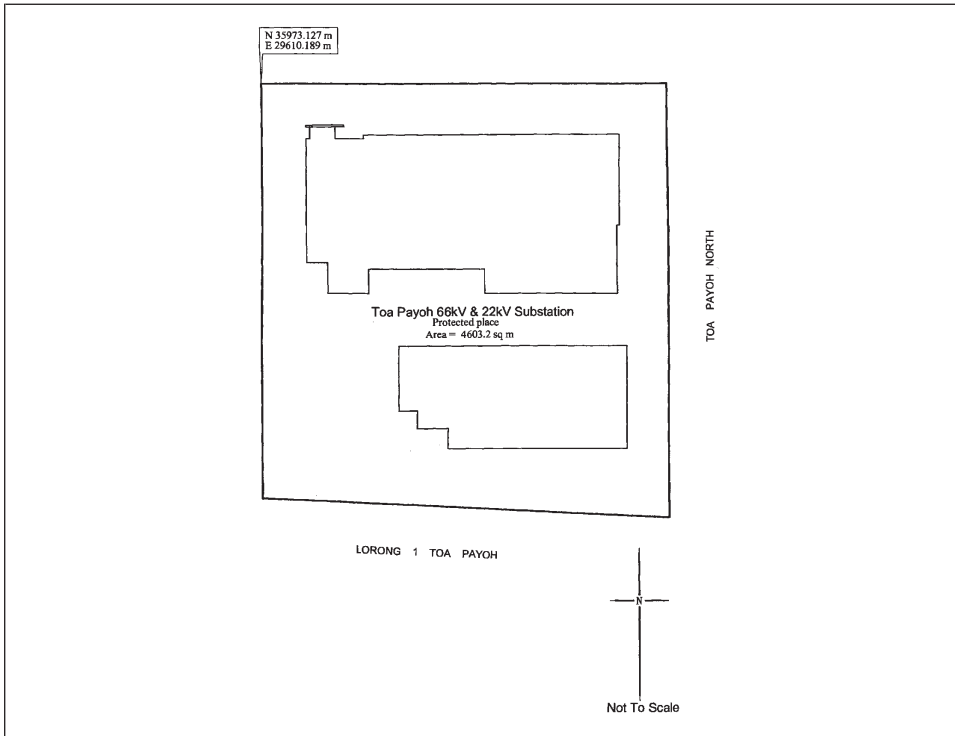 N 35973.127 m
E 29610.189 m
TOA PAYOH NORTH
Toa Payoh 66kV & 22kV Substation
Protected place
Area = 4603.2 sq m
LORONG 1 TOA PAYOH
N
Not To Scale